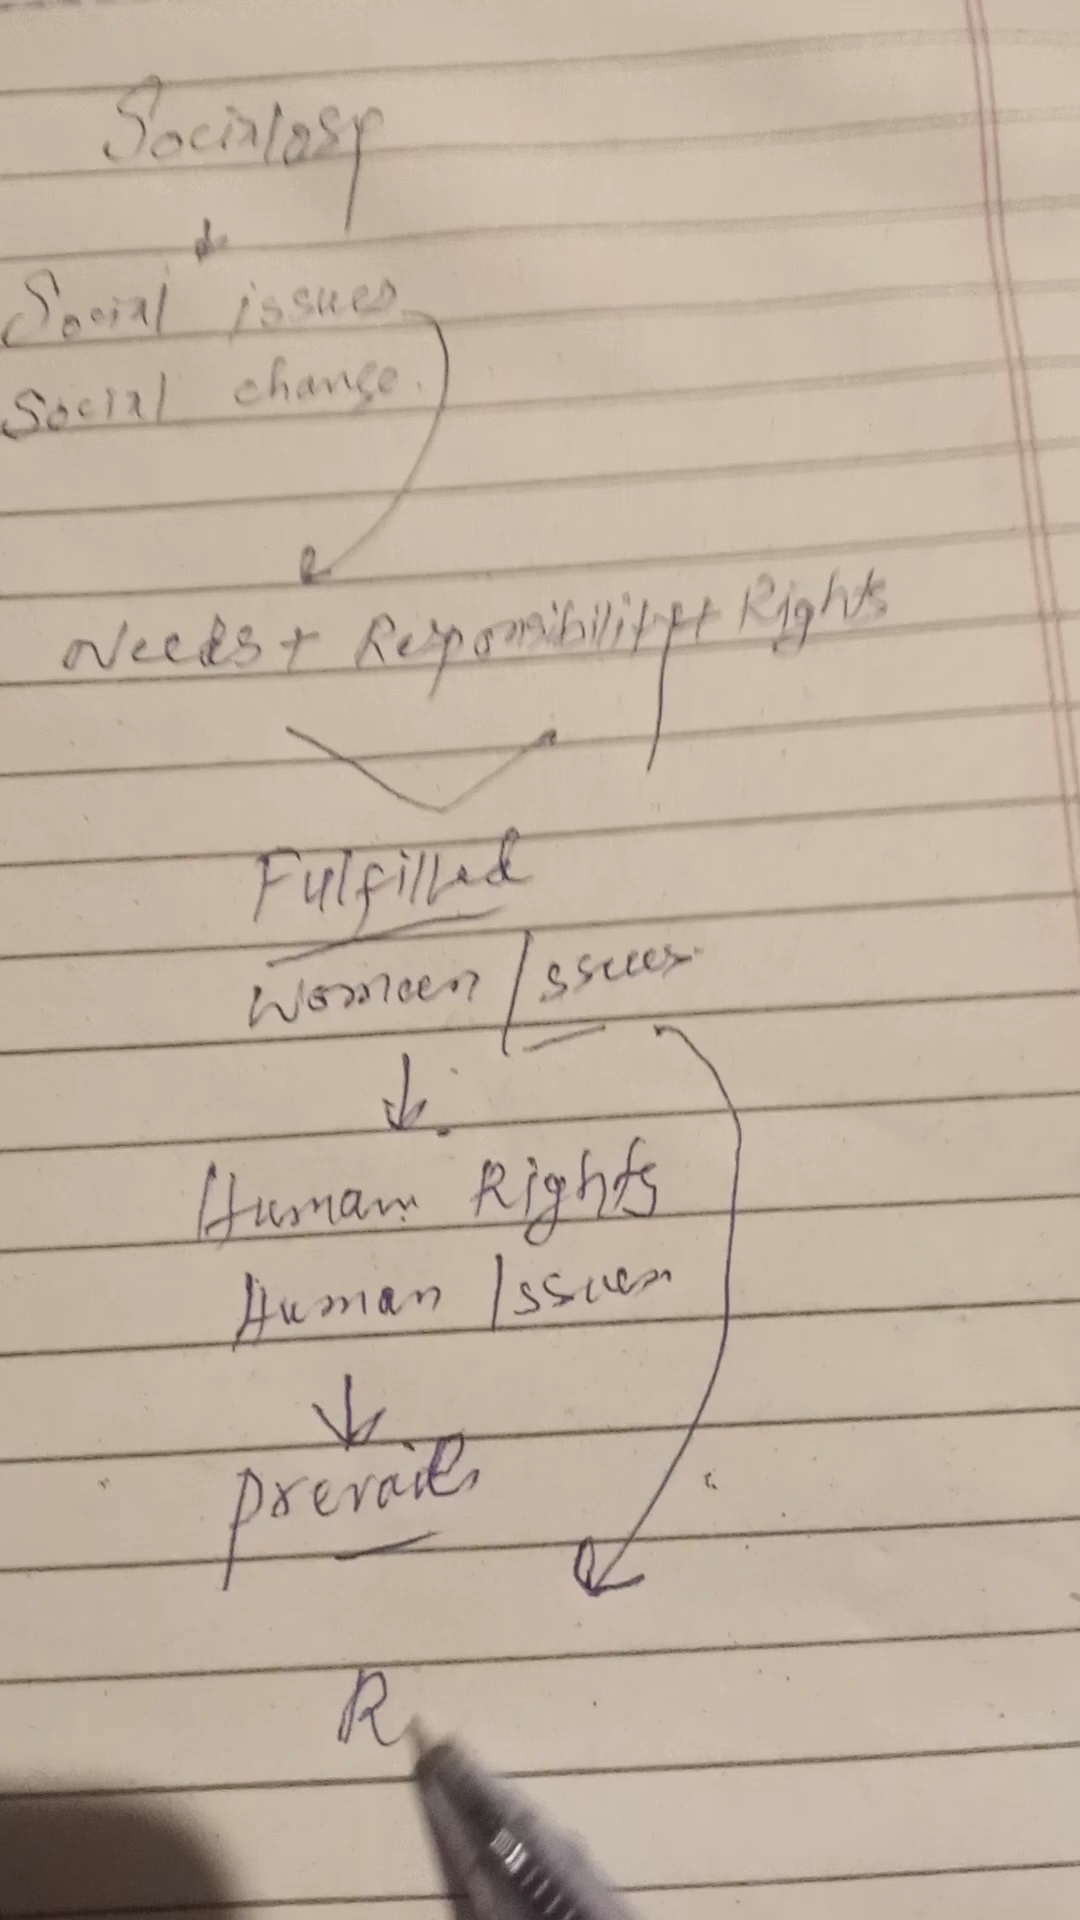 Sociology
Social issues
Social change.
Needs + Responsibility + Rights
Fulfilled
Women Issues
Human Rights
Human Issues
Prevails
R